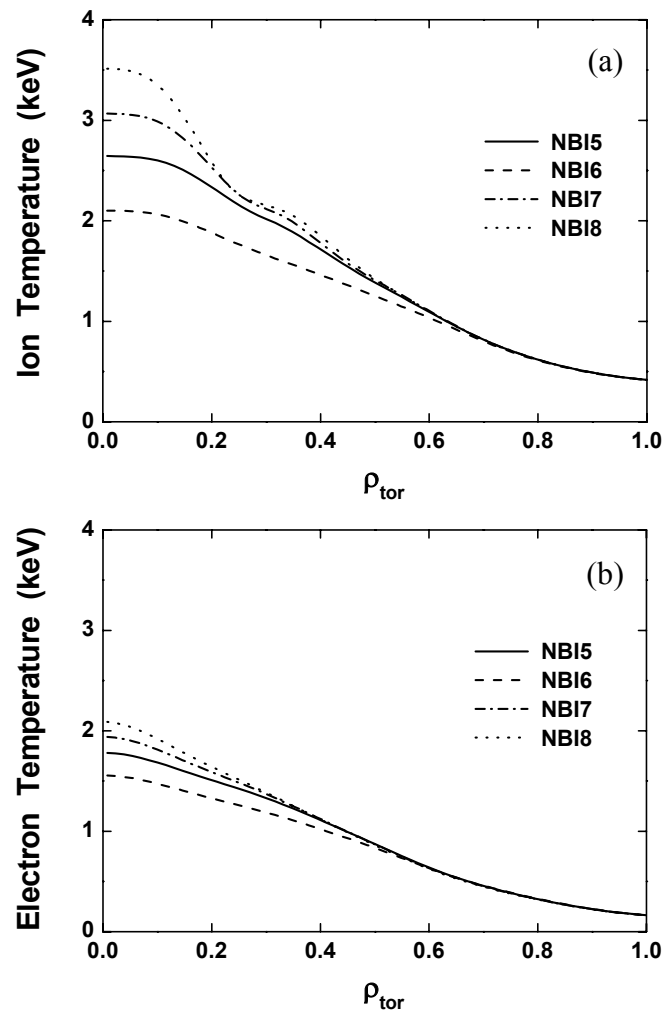 Ion Temperature (keV)
4
3
2
1
0
(a)
NBI5
NBI6
NBI7
NBI8
0.0 0.2 0.4 0.6 0.8 1.0
ρtor
Electron Temperature (keV)
4
3
2
1
0
(b)
NBI5
NBI6
NBI7
NBI8
0.0 0.2 0.4 0.6 0.8 1.0
ρtor